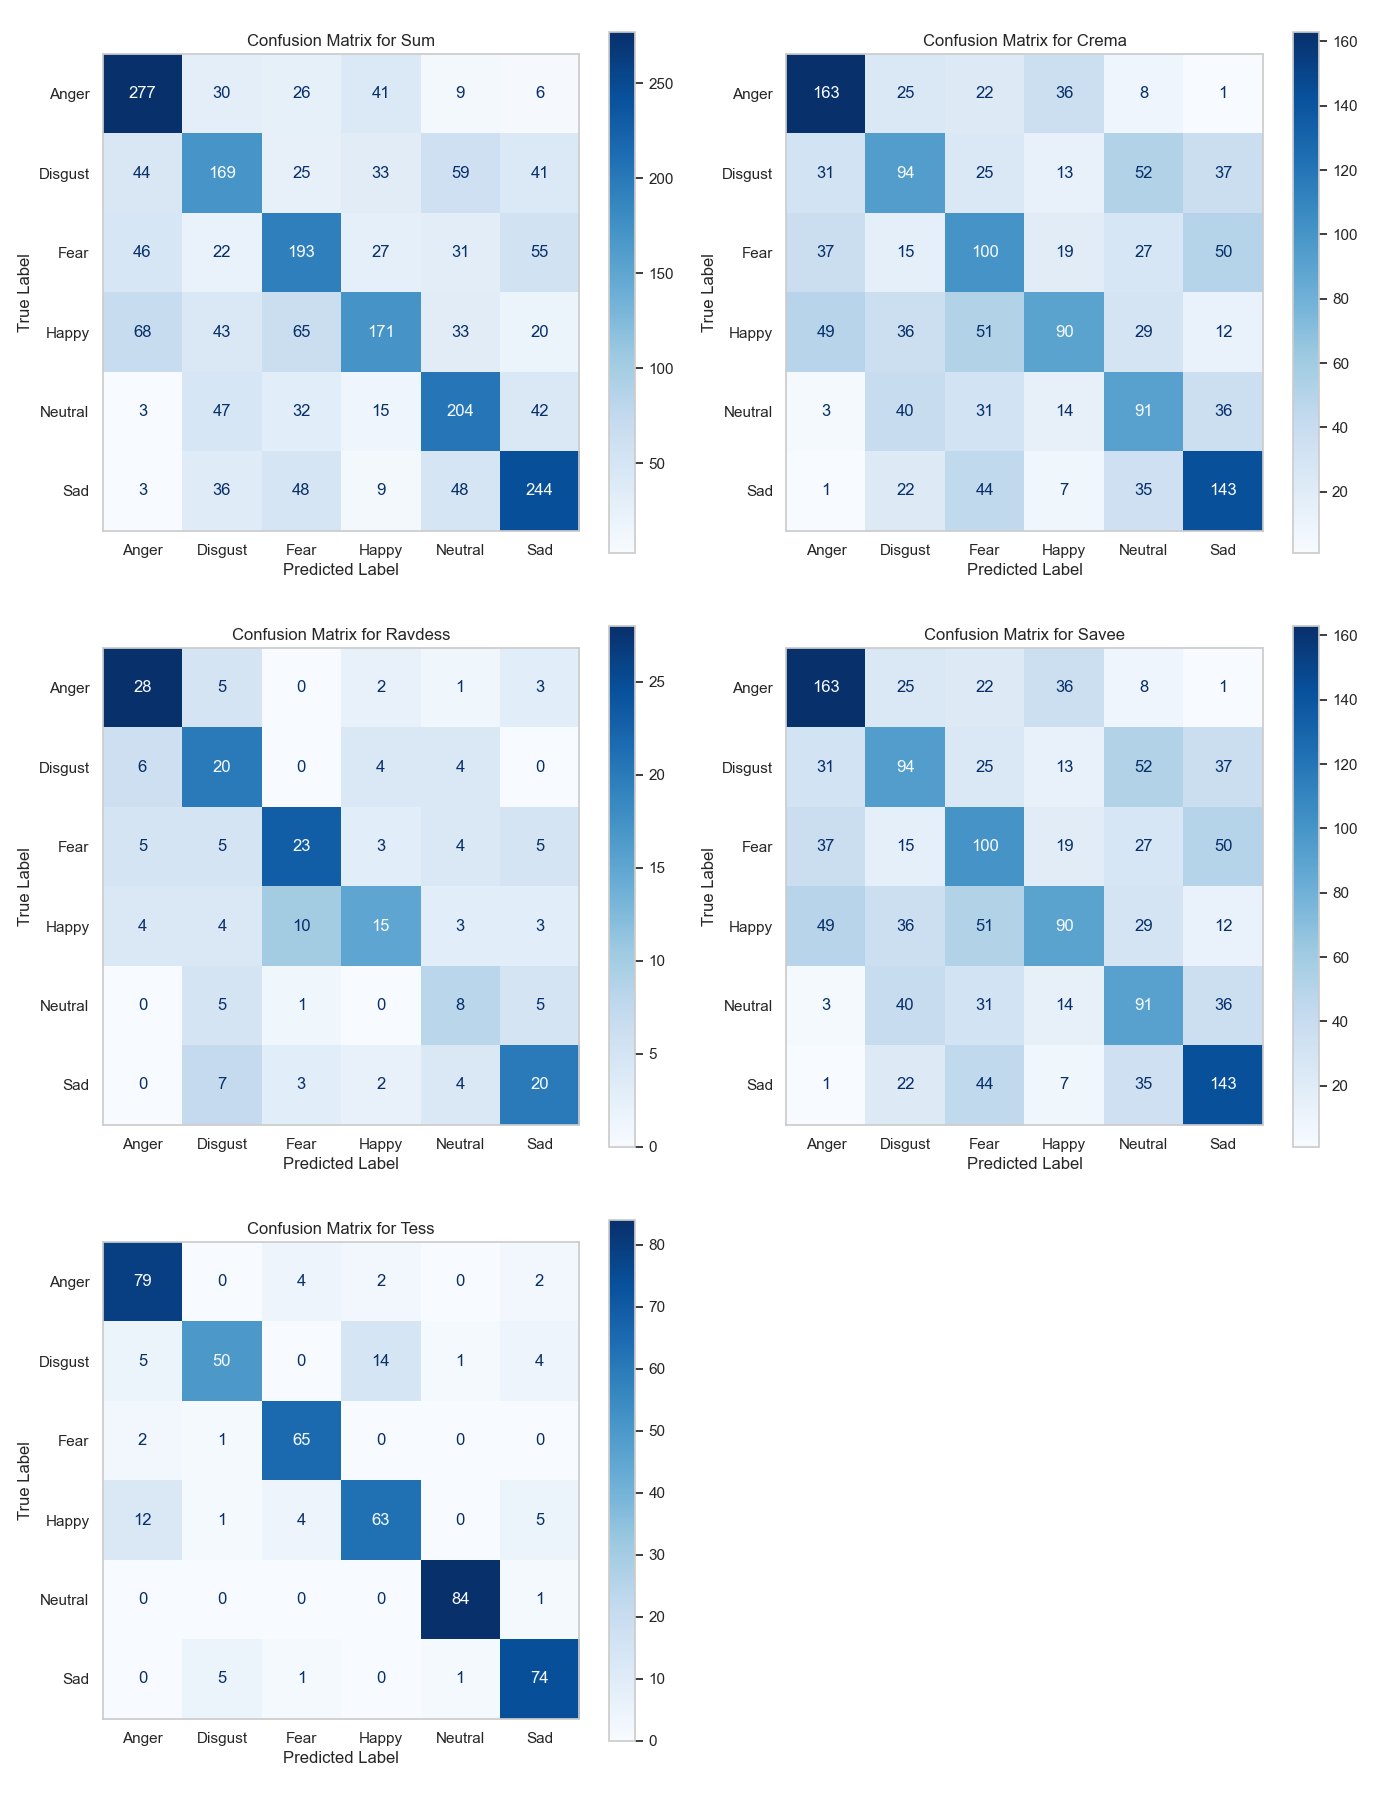 Confusion Matrix for Sum
Anger 277 30 26 41 9 6
Disgust 44 169 25 33 59 41
Fear 46 22 193 27 31 55
Happy 68 43 65 171 33 20
Neutral 3 47 32 15 204 42
Sad 3 36 48 9 48 244
Anger Disgust Fear Happy Neutral Sad
Predicted Label
True Label
250
200
150
100
50
Confusion Matrix for Crema
Anger 163 25 22 36 8 1
Disgust 31 94 25 13 52 37
Fear 37 15 100 19 27 50
Happy 49 36 51 90 29 12
Neutral 3 40 31 14 91 36
Sad 1 22 44 7 35 143
Anger Disgust Fear Happy Neutral Sad
Predicted Label
True Label
160
140
120
100
80
60
40
20
Confusion Matrix for Ravdess
Anger 28 5 0 2 1 3
Disgust 6 20 0 4 4 0
Fear 5 5 23 3 4 5
Happy 4 4 10 15 3 3
Neutral 0 5 1 0 8 5
Sad 0 7 3 2 4 20
Anger Disgust Fear Happy Neutral Sad
Predicted Label
True Label
25
20
15
10
5
0
Confusion Matrix for Savee
Anger 163 25 22 36 8 1
Disgust 31 94 25 13 52 37
Fear 37 15 100 19 27 50
Happy 49 36 51 90 29 12
Neutral 3 40 31 14 91 36
Sad 1 22 44 7 35 143
Anger Disgust Fear Happy Neutral Sad
Predicted Label
True Label
160
140
120
100
80
60
40
20
Confusion Matrix for Tess
Anger 79 0 4 2 0 2
Disgust 5 50 0 14 1 4
Fear 2 1 65 0 0 0
Happy 12 1 4 63 0 5
Neutral 0 0 0 0 84 1
Sad 0 5 1 0 1 74
Anger Disgust Fear Happy Neutral Sad
Predicted Label
True Label
80
70
60
50
40
30
20
10
0